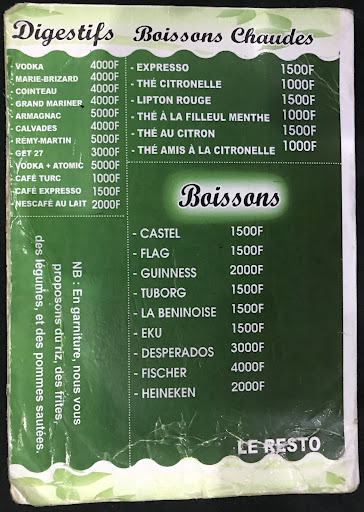 Digestifs
VODKA 4000F
MARIE-BRIZARD 4000F
COINTEAU 4000F
GRAND MARINER 4000F
ARMAGNAC 5000F
CALVADES 4000F
RÉMY-MARTIN 5000F
GET 27 3000F
VODKA + ATOMIC 5000F
CAFÉ TURC 1000F
CAFÉ EXPRESSO 1500F
NESCAFÉ AU LAIT 2000F
NB : En garniture, nous vous
proposons du riz, des frites,
des légumes, et des pommes sautées.
Boissons Chaudes
- EXPRESSO 1500F
- THÉ CITRONELLE 1000F
- LIPTON ROUGE 1500F
- THÉ À LA FILLEUL MENTHE 1000F
- THÉ AU CITRON 1500F
- THÉ AMIS À LA CITRONELLE 1000F
Boissons
- CASTEL 1500F
- FLAG 1500F
- GUINNESS 2000F
- TUBORG 1500F
- LA BENINOISE 1500F
- EKU 1500F
- DESPERADOS 3000F
- FISCHER 4000F
- HEINEKEN 2000F
LE RESTO